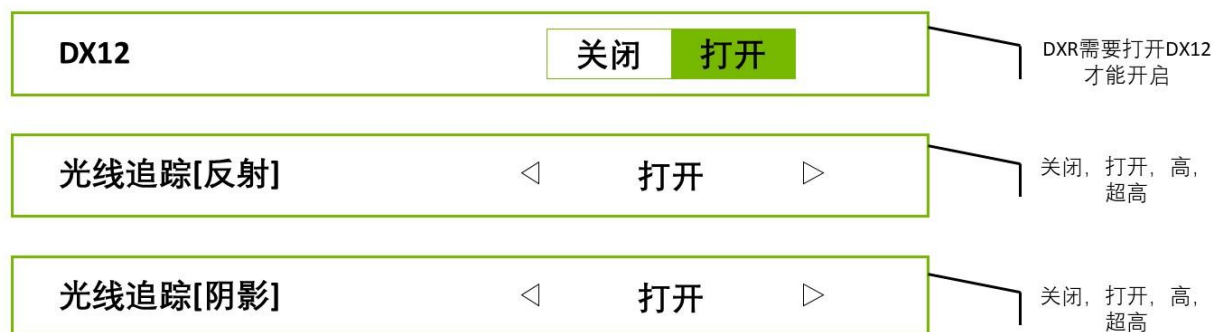 DX12
关闭 打开
DXR需要打开DX12
才能开启
光线追踪[反射]
打开
关闭，打开，高，
超高
光线追踪[阴影]
打开
关闭，打开，高，
超高